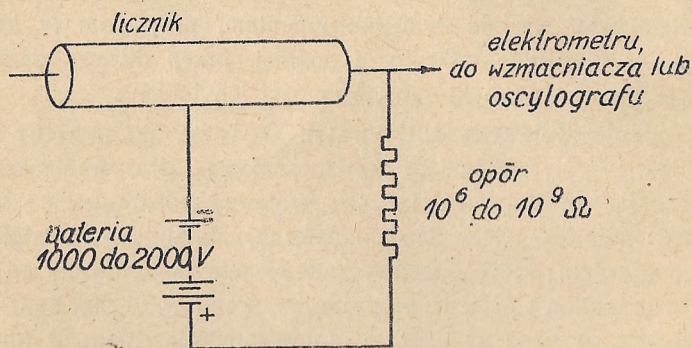 licznik
elektrometru,
do wzmacniacza lub
oscylografu
opór
10⁶ do 10⁹ Ω
bateria
1000 do 2000 V
+